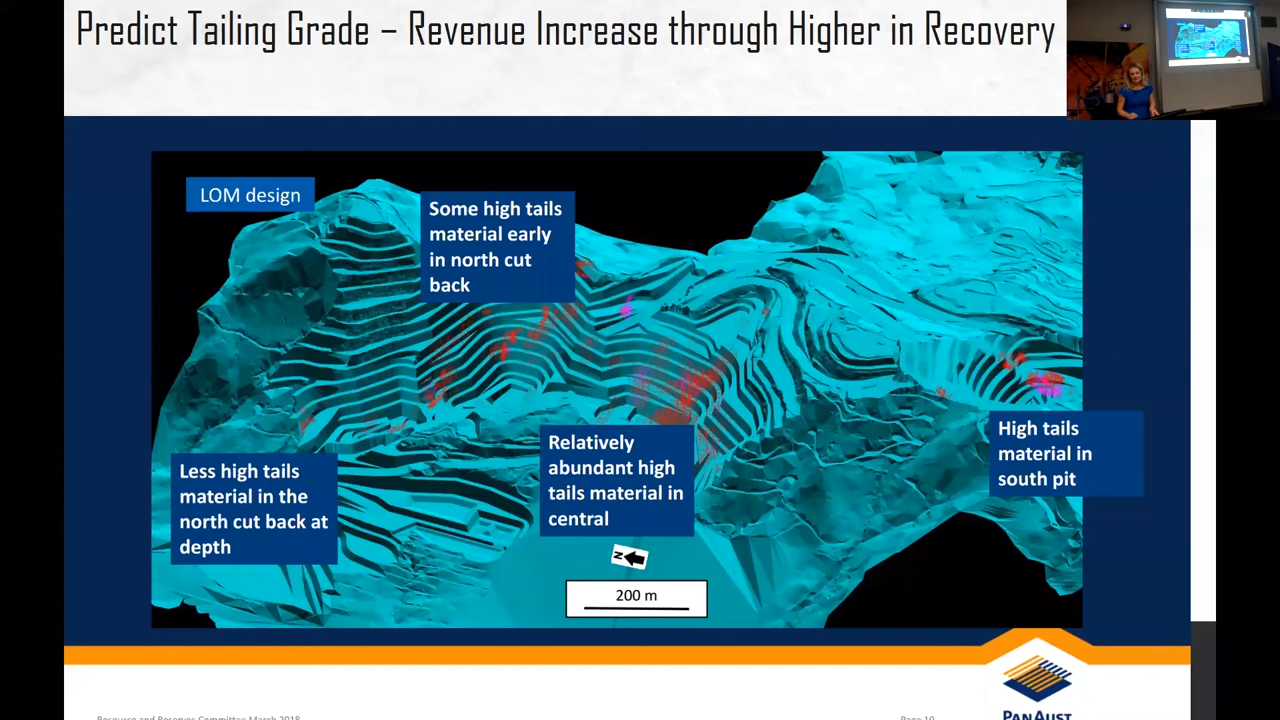 Predict Tailing Grade – Revenue Increase through Higher in Recovery
LOM design
Some high tails
material early
in north cut
back
Less high tails
material in the
north cut back at
depth
Relatively
abundant high
tails material in
central
High tails
material in
south pit
N
200 m
Resource and Reserves Committee March 2018
Page 10
PANAUST